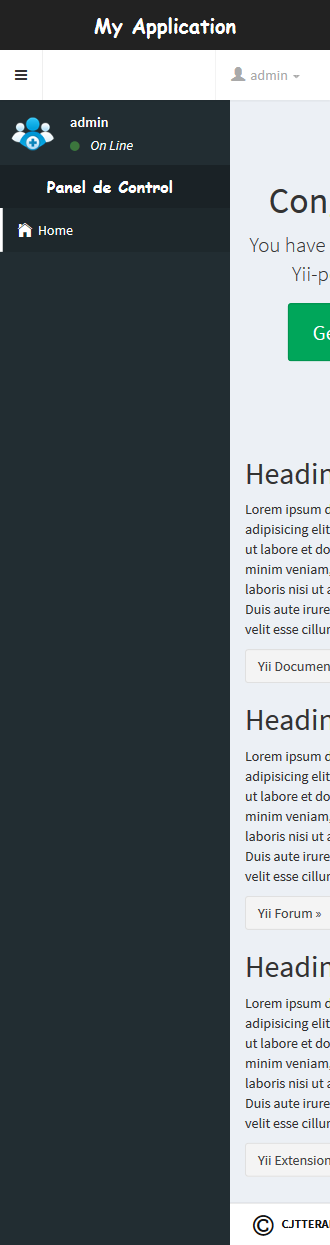 My Application
admin
admin
On Line
Panel de Control
Home
Con
You have
Yii-p
Ge
Headin
Lorem ipsum d
adipisicing elit
ut labore et do
minim veniam,
laboris nisi ut a
Duis aute irure
velit esse cillur
Yii Documen
Headin
Lorem ipsum d
adipisicing elit
ut labore et do
minim veniam,
laboris nisi ut a
Duis aute irure
velit esse cillur
Yii Forum »
Headin
Lorem ipsum d
adipisicing elit
ut labore et do
minim veniam,
laboris nisi ut a
Duis aute irure
velit esse cillur
Yii Extension
© CJTTERA